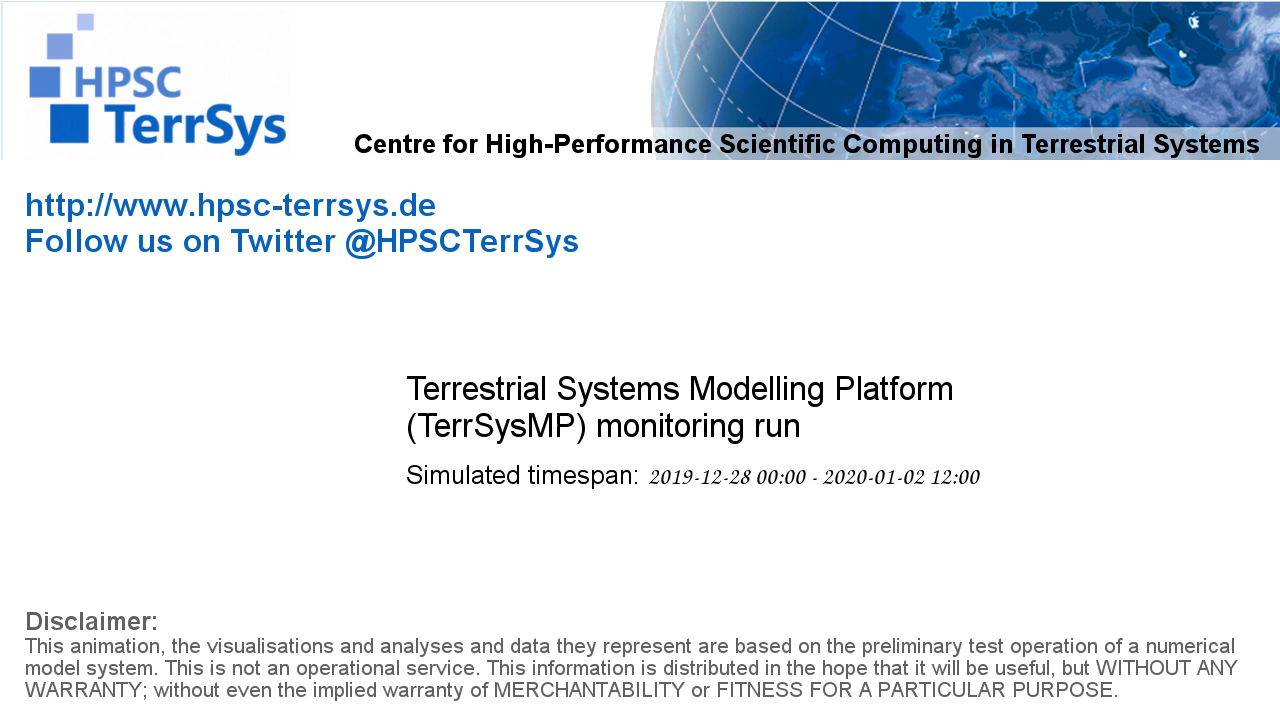 HPSC
TerrSys
Centre for High-Performance Scientific Computing in Terrestrial Systems
http://www.hpsc-terrsys.de
Follow us on Twitter @HPSCTerrSys
Terrestrial Systems Modelling Platform
(TerrSysMP) monitoring run
Simulated timespan: 2019-12-28 00:00 - 2020-01-02 12:00
Disclaimer:
This animation, the visualisations and analyses and data they represent are based on the preliminary test operation of a numerical
model system. This is not an operational service. This information is distributed in the hope that it will be useful, but WITHOUT ANY
WARRANTY; without even the implied warranty of MERCHANTABILITY or FITNESS FOR A PARTICULAR PURPOSE.